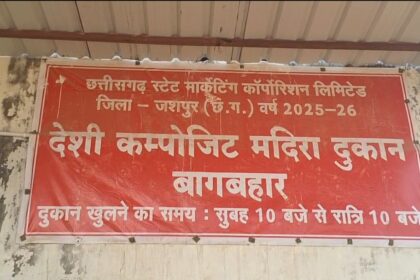 छत्तीसगढ़ स्टेट मार्केटिंग कॉर्पोरेशन लिमिटेड
जिला – जशपुर (छ.ग.) वर्ष 2025-26
देशी कम्पोजिट मदिरा दुकान
बागबहार
दुकान खुलने का समय : सुबह 10 बजे से रात्रि 10 बजे